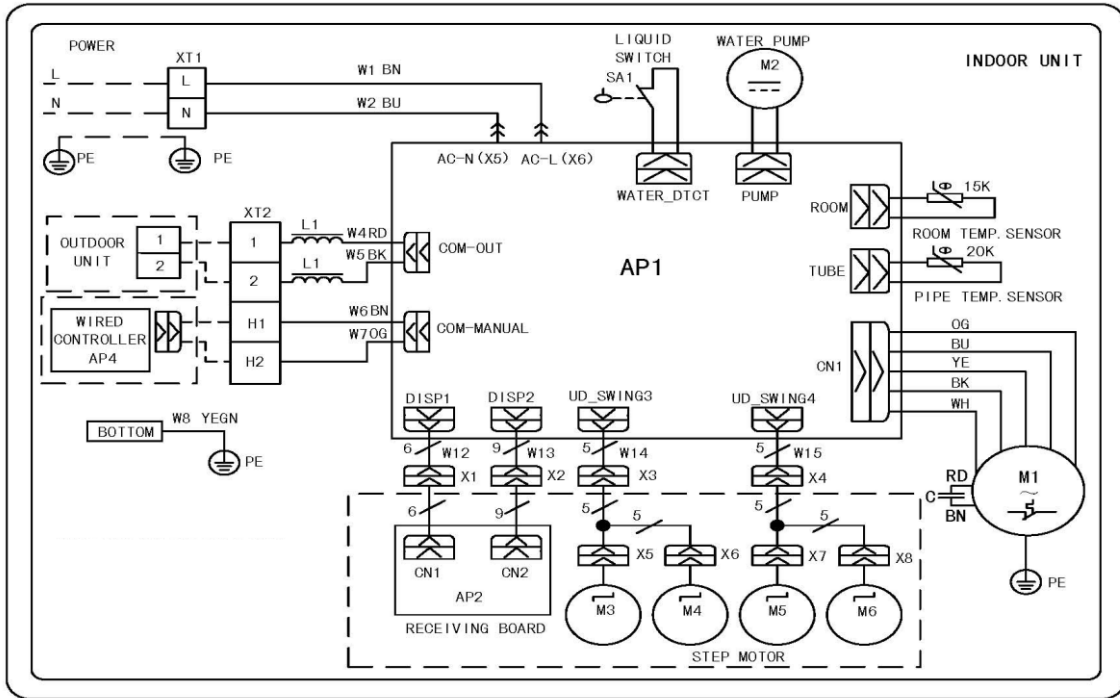 POWER
XT1
LIQUID
SWITCH
SA1
WATER PUMP
M2
INDOOR UNIT
L
L
W1 BN
N
N
W2 BU
PE
PE
AC-N(X5)
AC-L(X6)
WATER_DTCT
PUMP
ROOM
15K
ROOM TEMP.SENSOR
TUBE
20K
PIPE TEMP.SENSOR
AP1
XT2
OUTDOOR
UNIT
1
2
1
2
L1
L1
W4RD
W5BK
COM-OUT
WIRED
CONTROLLER
AP4
H1
H2
W6BN
W7OG
COM-MANUAL
CN1
OG
BU
YE
BK
WH
DISP1
DISP2
UD_SWING3
UD_SWING4
BOTTOM
W8 YEGN
PE
6
W12
9
W13
5
W14
5
W15
X1
X2
X3
X4
RD
C
BN
M1
~
PE
6
9
5
5
5
5
CN1
CN2
X5
X6
X7
X8
AP2
RECEIVING BOARD
M3
M4
M5
M6
STEP MOTOR